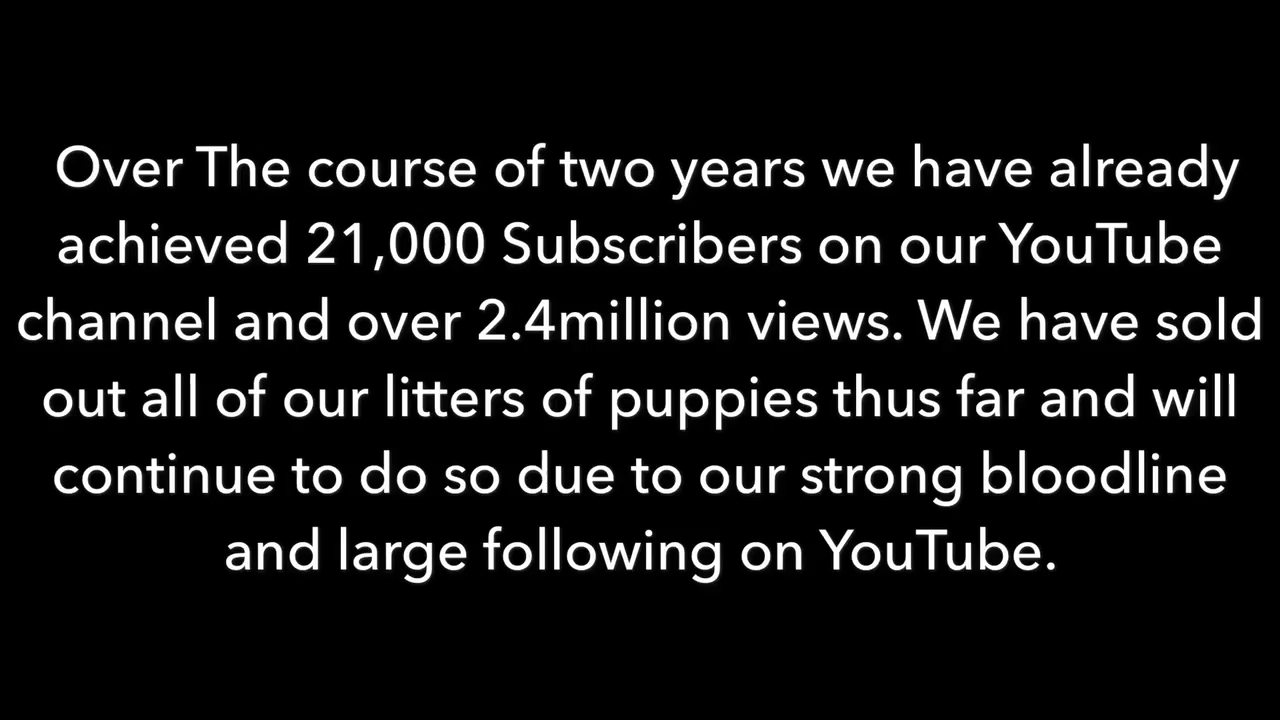 Over The course of two years we have already
achieved 21,000 Subscribers on our YouTube
channel and over 2.4million views. We have sold
out all of our litters of puppies thus far and will
continue to do so due to our strong bloodline
and large following on YouTube.